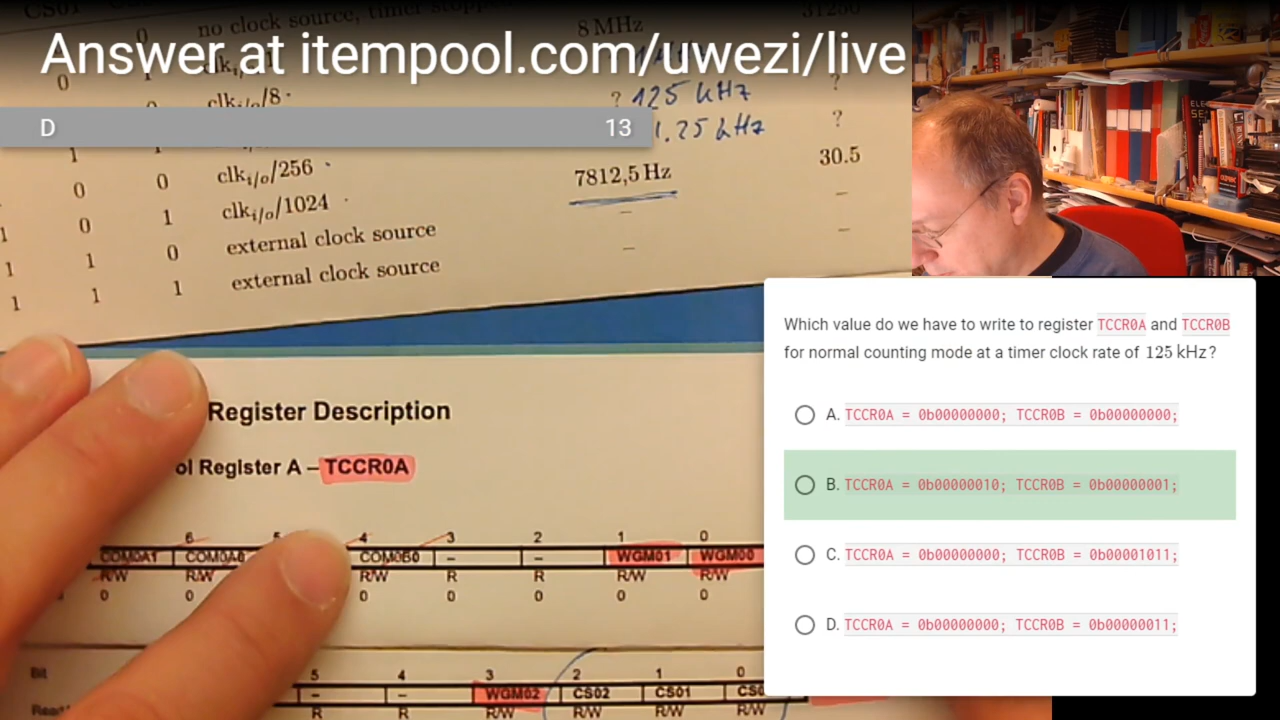 no clock source, timer stopped
8 MHz
31250
Answer at itempool.com/uwezi/live
0
clk i/o/8
? 125 kHz
?
D 13
1.25 kHz
?
1
0 0 clk i/o/256
7812,5 Hz
30.5
1 0 1 clk i/o/1024
–
–
1 1 0 external clock source
–
–
1 1 1 external clock source
Register Description
ol Register A – TCCR0A
6 4 3 2 1 0
COM0A1 COM0A0 COM0B0 – – WGM01 WGM00
R/W R/W R/W R R R/W R/W
0 0 0 0 0 0 0
Bit 5 4 3 2 1 0
– – WGM02 CS02 CS01
R R R/W R/W R/W R/W
Which value do we have to write to register TCCR0A and TCCR0B
for normal counting mode at a timer clock rate of 125 kHz?
A. TCCR0A = 0b00000000; TCCR0B = 0b00000000;
B. TCCR0A = 0b00000010; TCCR0B = 0b00000001;
C. TCCR0A = 0b00000000; TCCR0B = 0b00001011;
D. TCCR0A = 0b00000000; TCCR0B = 0b00000011;